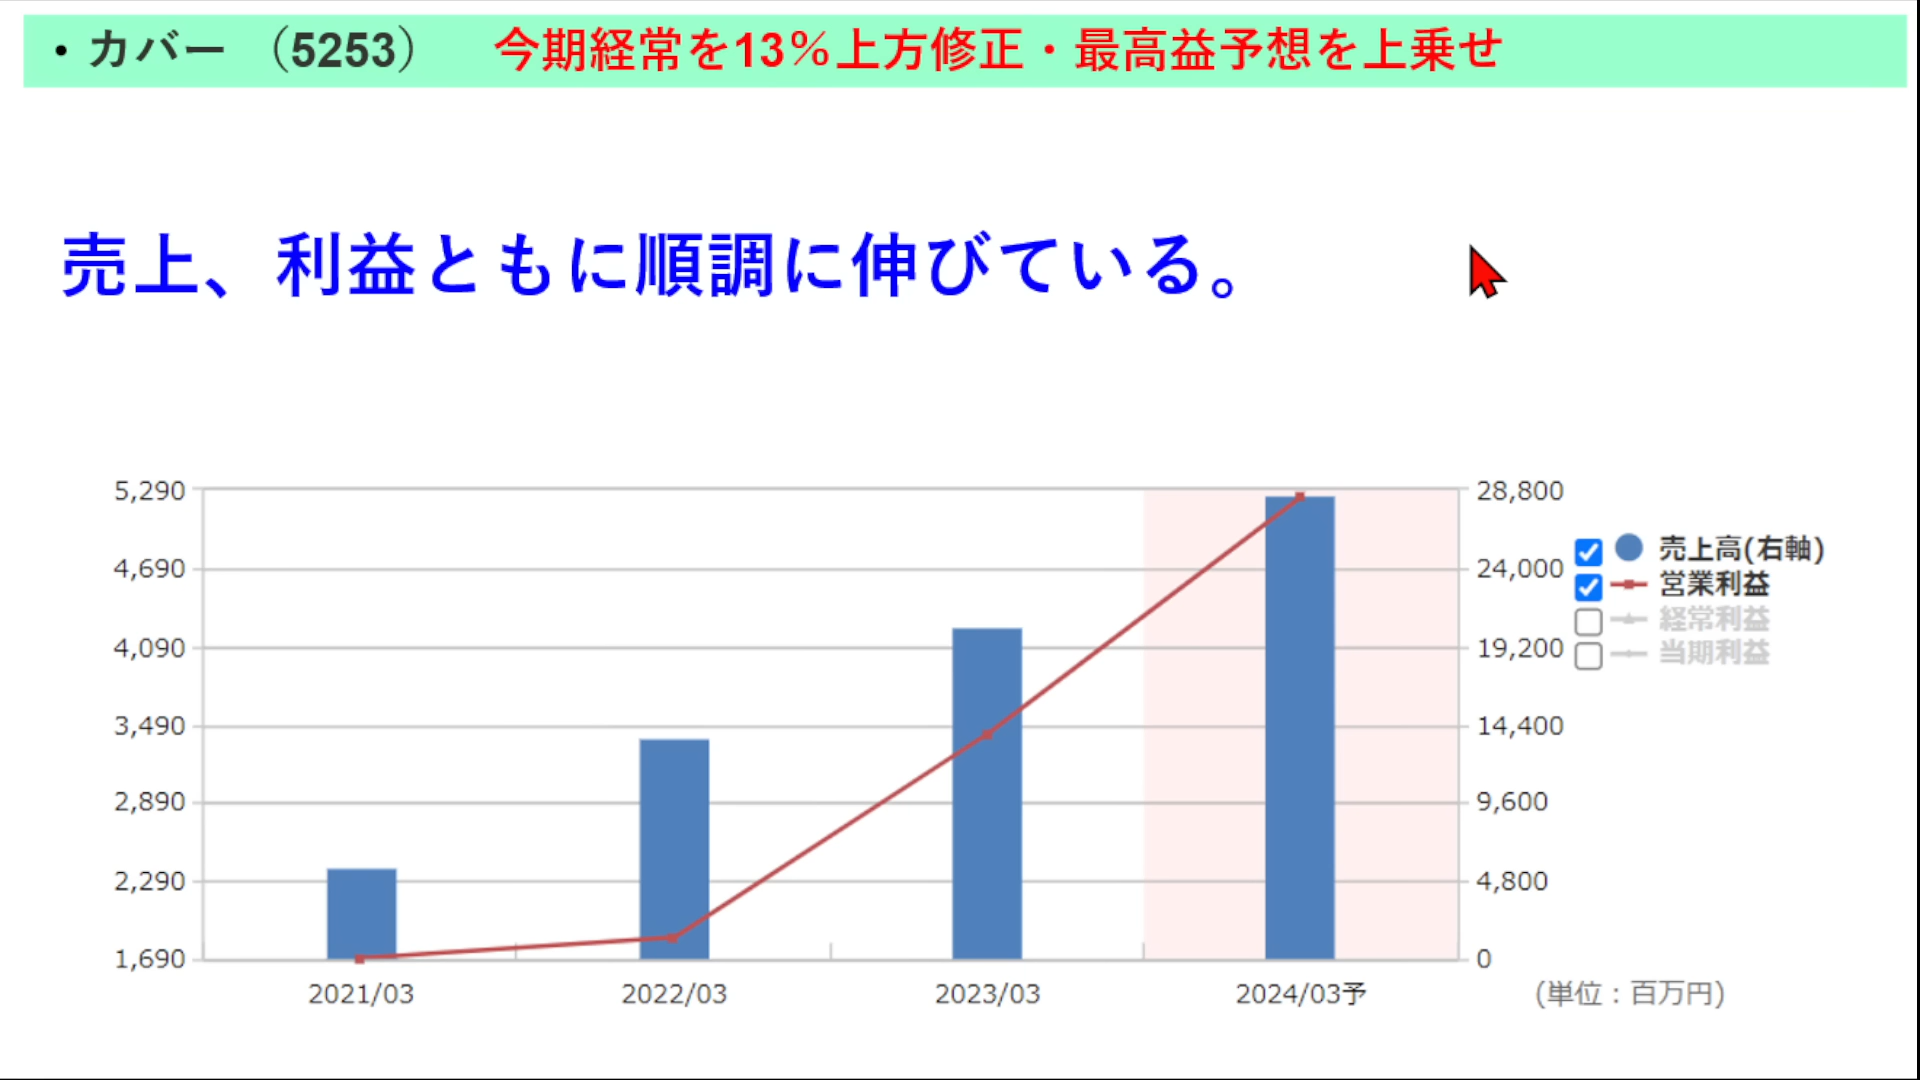 ・カバー （5253）　今期経常を13％上方修正・最高益予想を上乗せ
売上、利益ともに順調に伸びている。
5,290
4,690
4,090
3,490
2,890
2,290
1,690
28,800
24,000
19,200
14,400
9,600
4,800
0
売上高(右軸)
営業利益
経常利益
当期利益
2021/03 2022/03 2023/03 2024/03予
(単位：百万円)